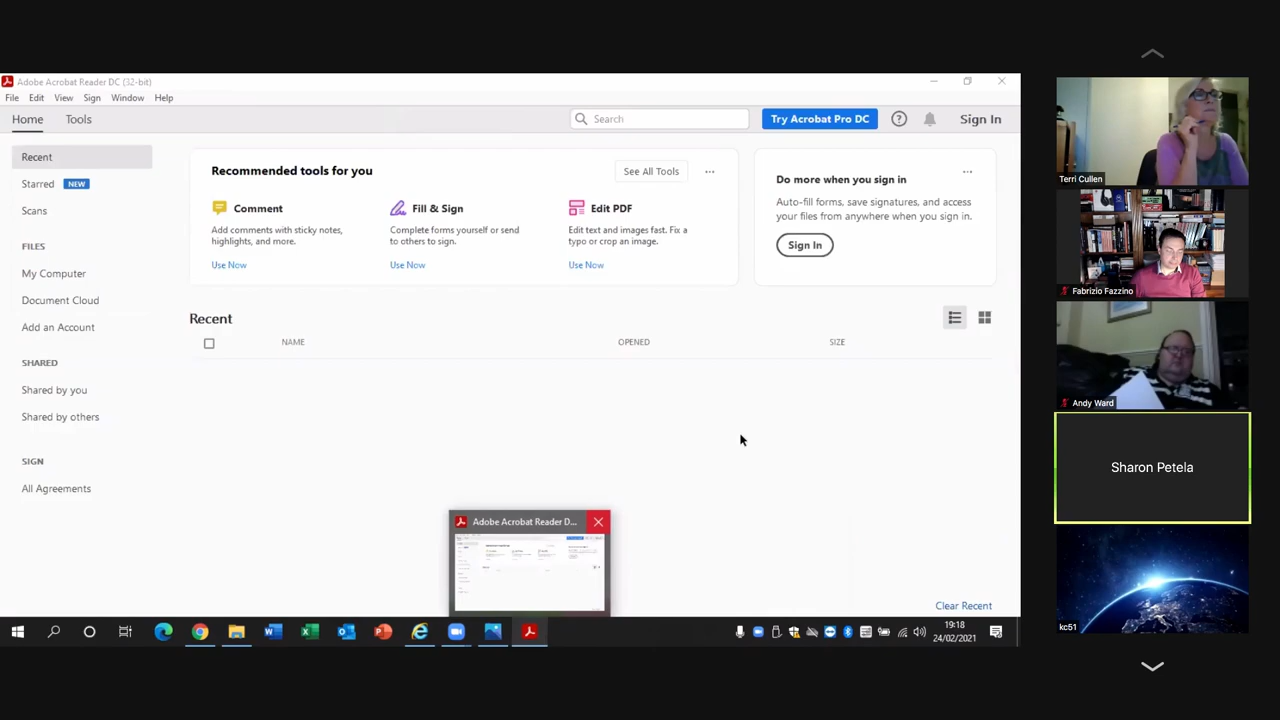 Adobe Acrobat Reader DC (32-bit)
File Edit View Sign Window Help
Home Tools
Search
Try Acrobat Pro DC
Sign In
Recent
Starred NEW
Scans
FILES
My Computer
Document Cloud
Add an Account
SHARED
Shared by you
Shared by others
SIGN
All Agreements
Recommended tools for you
See All Tools
Comment
Add comments with sticky notes,
highlights, and more.
Use Now
Fill & Sign
Complete forms yourself or send
to others to sign.
Use Now
Edit PDF
Edit text and images fast. Fix a
typo or crop an image.
Use Now
Do more when you sign in
Auto-fill forms, save signatures, and access
your files from anywhere when you sign in.
Sign In
Recent
NAME OPENED SIZE
Adobe Acrobat Reader D...
Clear Recent
19:18
24/02/2021
Terri Cullen
Fabrizio Fazzino
Andy Ward
Sharon Petela
kc51